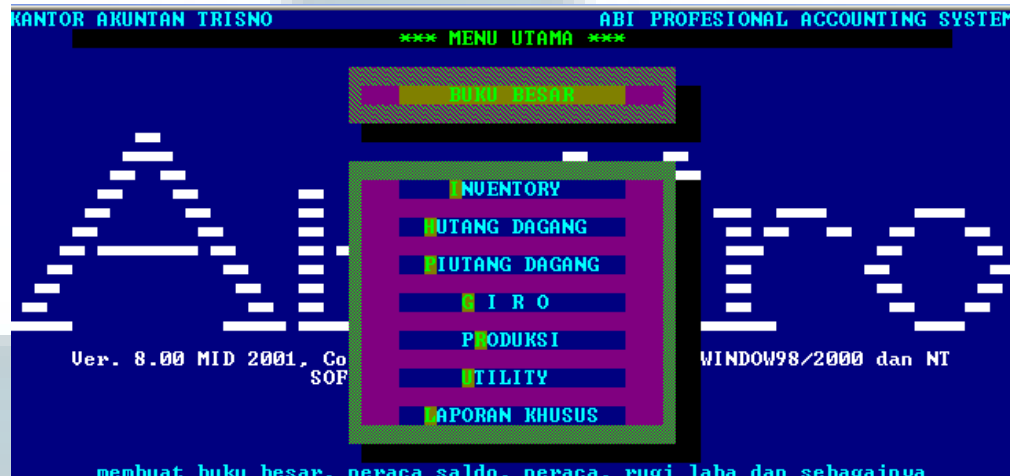 KANTOR AKUNTAN TRISNO ABI PROFESIONAL ACCOUNTING SYSTEM
*** MENU UTAMA ***
BUKU BESAR
INVENTORY
HUTANG DAGANG
PIUTANG DAGANG
G I R O
PRODUKSI
Ver. 8.00 MID 2001, Co WINDOW98/2000 dan NT
SOF
UTILITY
LAPORAN KHUSUS
membuat buku besar, neraca saldo, neraca, rugi laba dan sebagainya